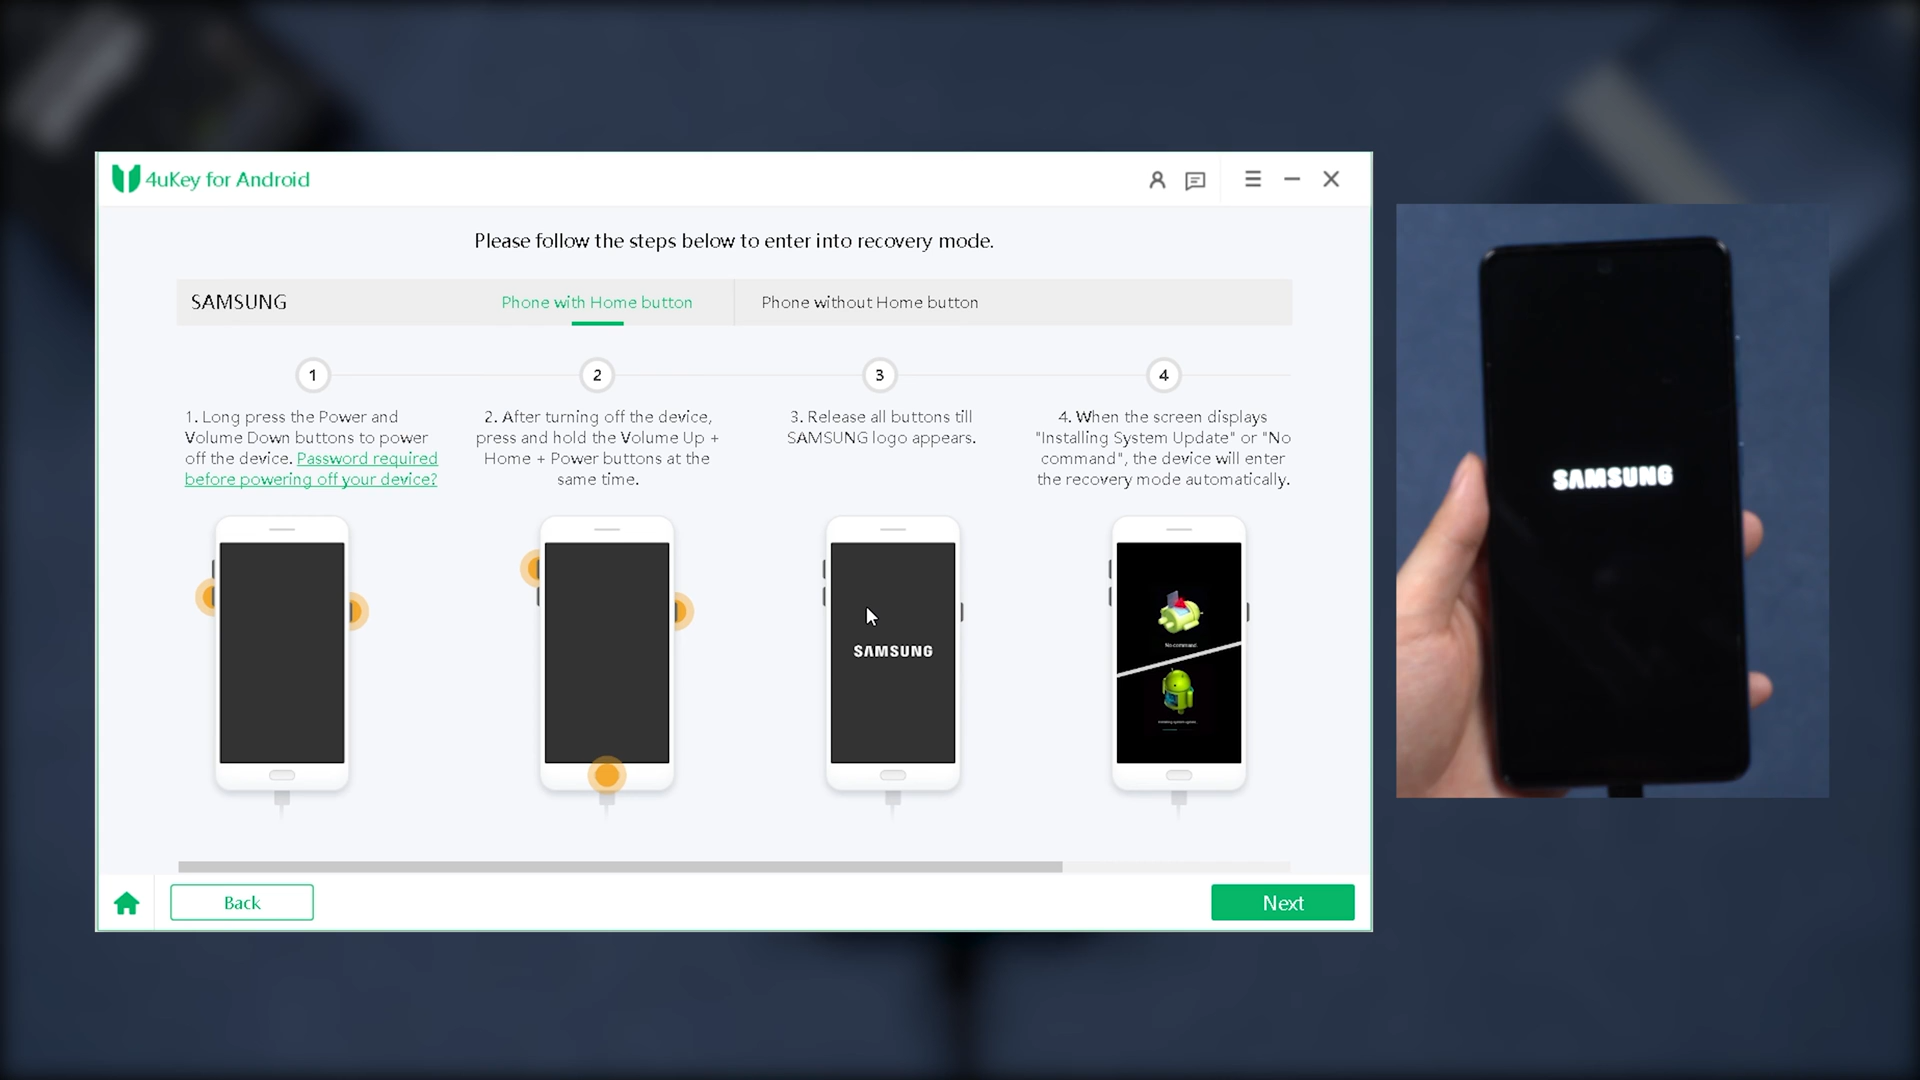 4uKey for Android
Please follow the steps below to enter into recovery mode.
SAMSUNG
Phone with Home button
Phone without Home button
1
2
3
4
1. Long press the Power and
Volume Down buttons to power
off the device. Password required
before powering off your device?
2. After turning off the device,
press and hold the Volume Up +
Home + Power buttons at the
same time.
3. Release all buttons till
SAMSUNG logo appears.
4. When the screen displays
"Installing System Update" or "No
command", the device will enter
the recovery mode automatically.
SAMSUNG
No command.
Installing system update.
SAMSUNG
Back
Next